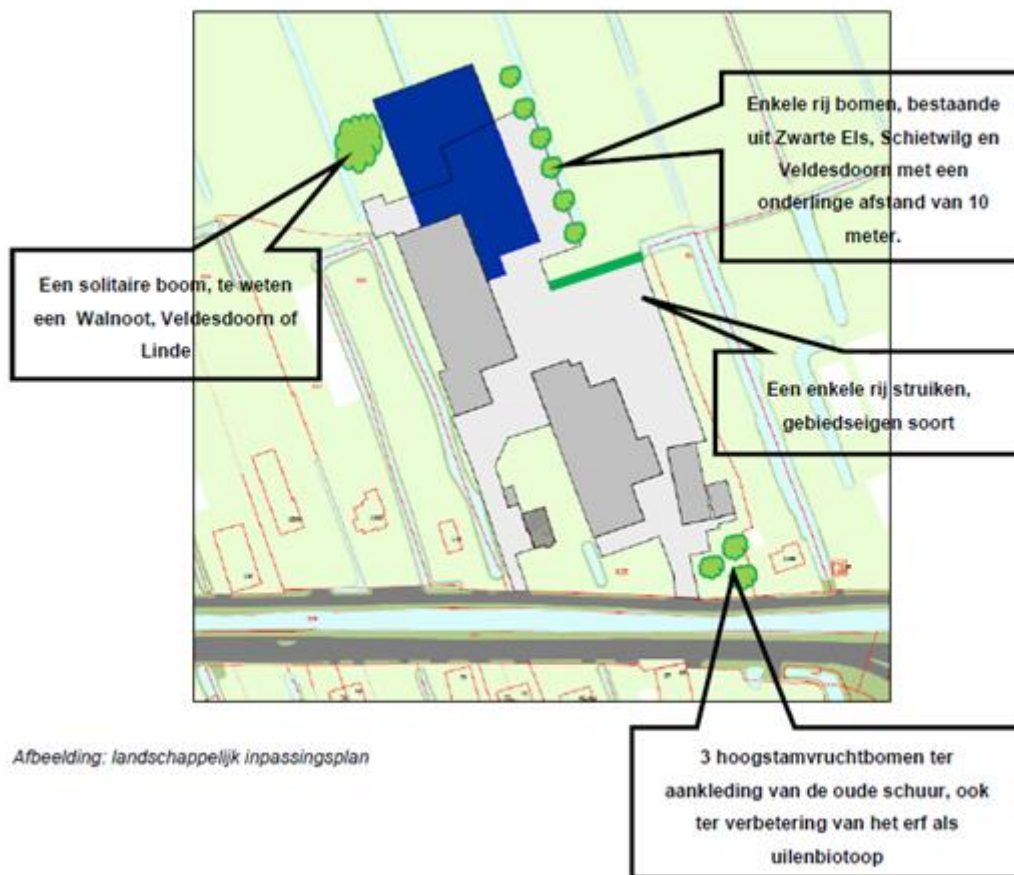 Enkele rij bomen, bestaande
uit Zwarte Els, Schietwilg en
Veldesdoorn met een
onderlinge afstand van 10
meter.
Een solitaire boom, te weten
een Walnoot, Veldesdoorn of
Linde
Een enkele rij struiken,
gebiedseigen soort
Afbeelding: landschappelijk inpassingsplan
3 hoogstamvruchtbomen ter
aankleding van de oude schuur, ook
ter verbetering van het erf als
uilenbiotoop